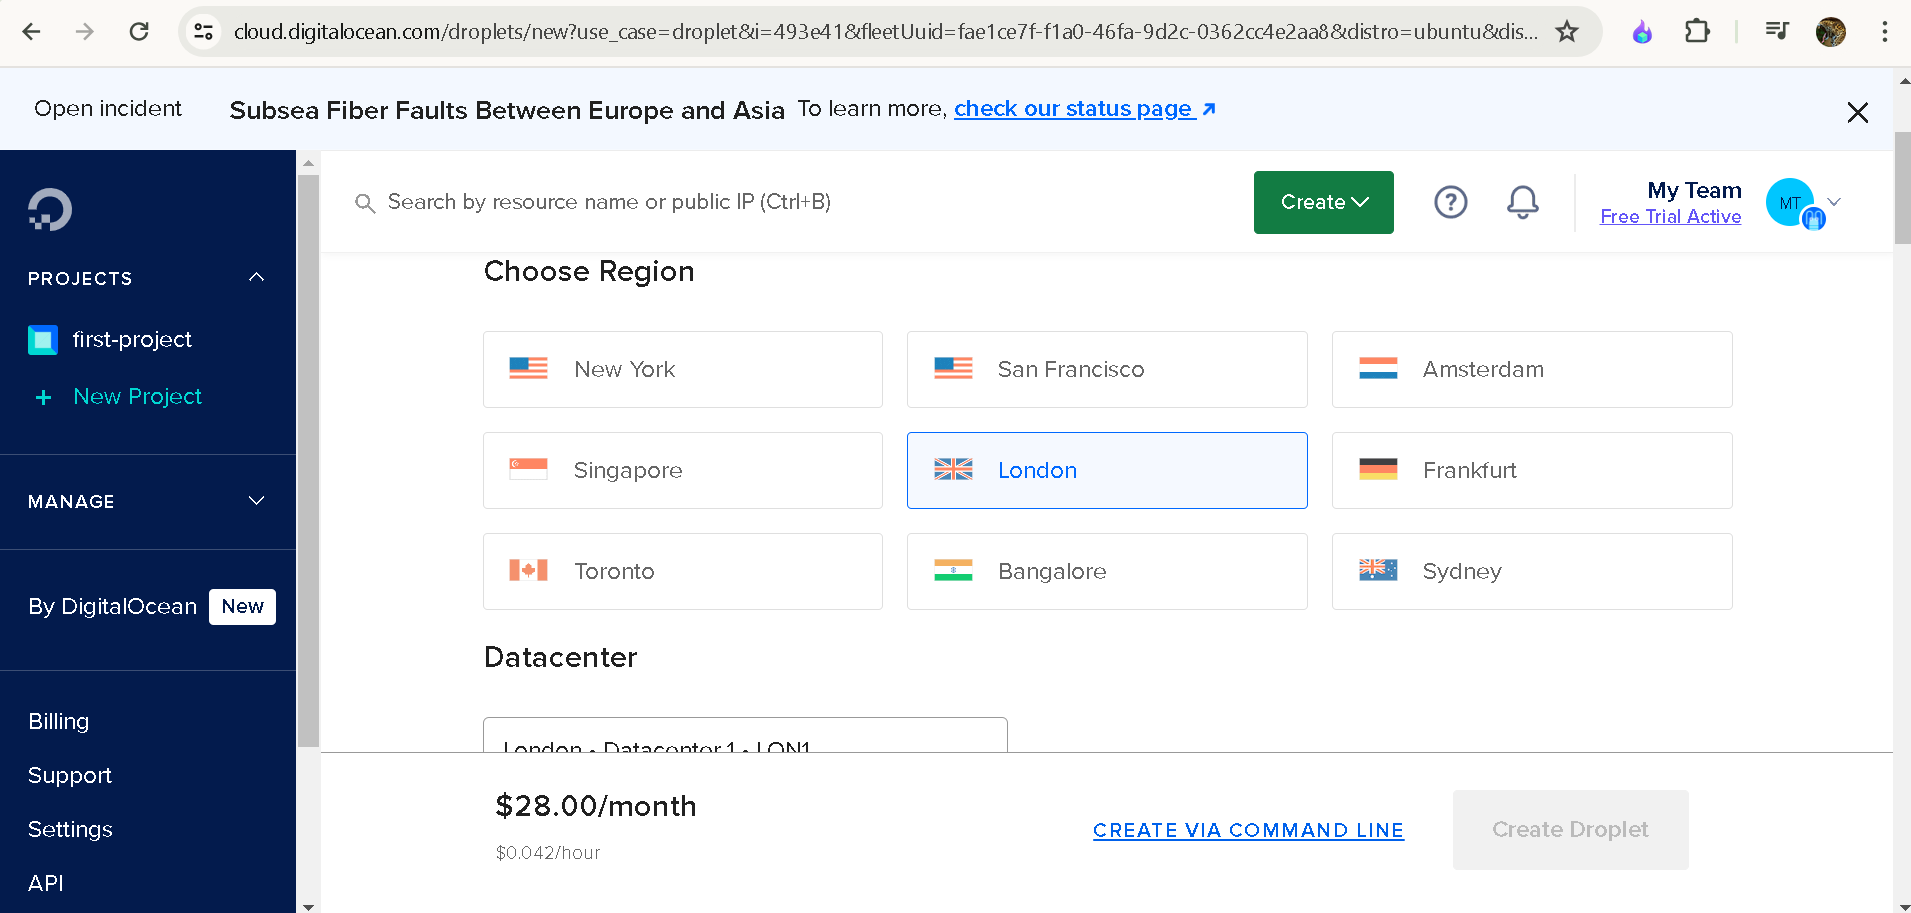 cloud.digitalocean.com/droplets/new?use_case=droplet&i=493e41&fleetUuid=fae1ce7f-f1a0-46fa-9d2c-0362cc4e2aa8&distro=ubuntu&dis...
Open incident Subsea Fiber Faults Between Europe and Asia To learn more, check our status page
Search by resource name or public IP (Ctrl+B)
Create
My Team
Free Trial Active
MT
PROJECTS
first-project
+ New Project
MANAGE
By DigitalOcean New
Billing
Support
Settings
API
Choose Region
New York
San Francisco
Amsterdam
Singapore
London
Frankfurt
Toronto
Bangalore
Sydney
Datacenter
London • Datacenter 1 • LON1
$28.00/month
$0.042/hour
CREATE VIA COMMAND LINE
Create Droplet